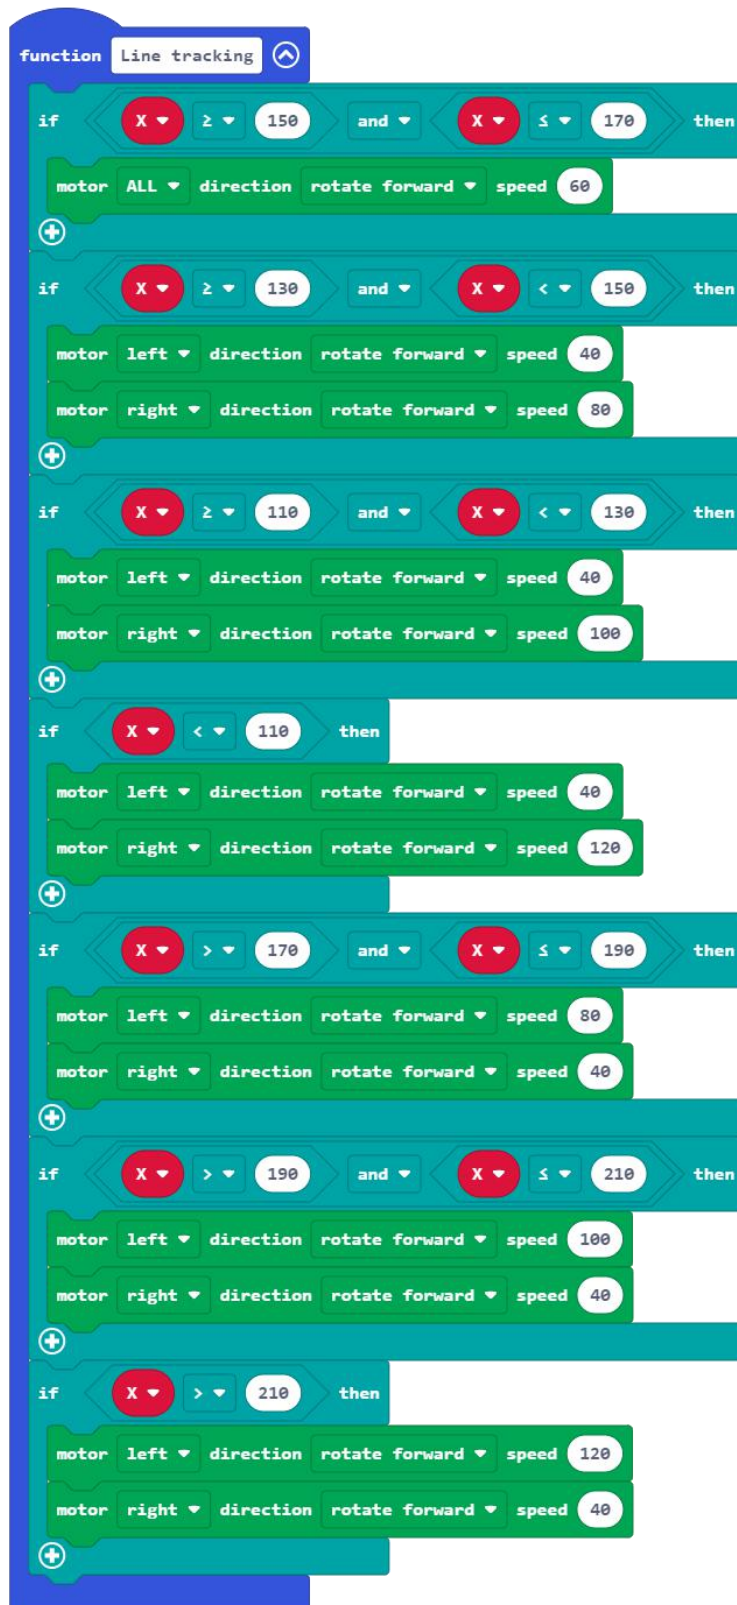 function Line tracking
if X ≥ 150 and X ≤ 170 then
motor ALL direction rotate forward speed 60
if X ≥ 130 and X < 150 then
motor left direction rotate forward speed 40
motor right direction rotate forward speed 80
if X ≥ 110 and X < 130 then
motor left direction rotate forward speed 40
motor right direction rotate forward speed 100
if X < 110 then
motor left direction rotate forward speed 40
motor right direction rotate forward speed 120
if X > 170 and X ≤ 190 then
motor left direction rotate forward speed 80
motor right direction rotate forward speed 40
if X > 190 and X ≤ 210 then
motor left direction rotate forward speed 100
motor right direction rotate forward speed 40
if X > 210 then
motor left direction rotate forward speed 120
motor right direction rotate forward speed 40